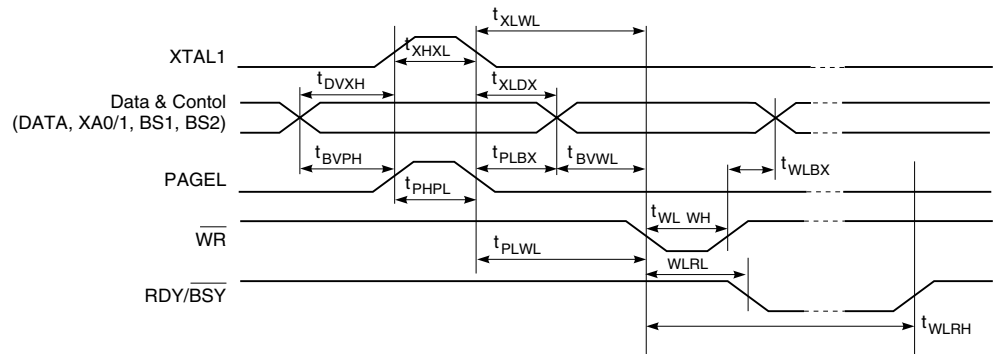 tXLWL
XTAL1
tXHXL
tDVXH
tXLDX
Data & Contol
(DATA, XA0/1, BS1, BS2)
tBVPH
tPLBX
tBVWL
tWLBX
PAGEL
tPHPL
tWL WH
WR
tPLWL
WLRL
RDY/BSY
tWLRH